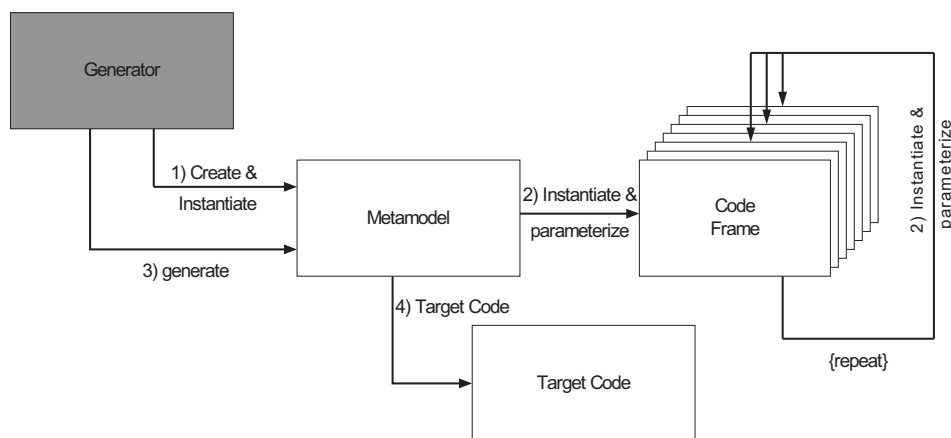 Generator
1) Create &
Instantiate
3) generate
Metamodel
2) Instantiate &
parameterize
Code
Frame
2) Instantiate &
parameterize
{repeat}
4) Target Code
Target Code